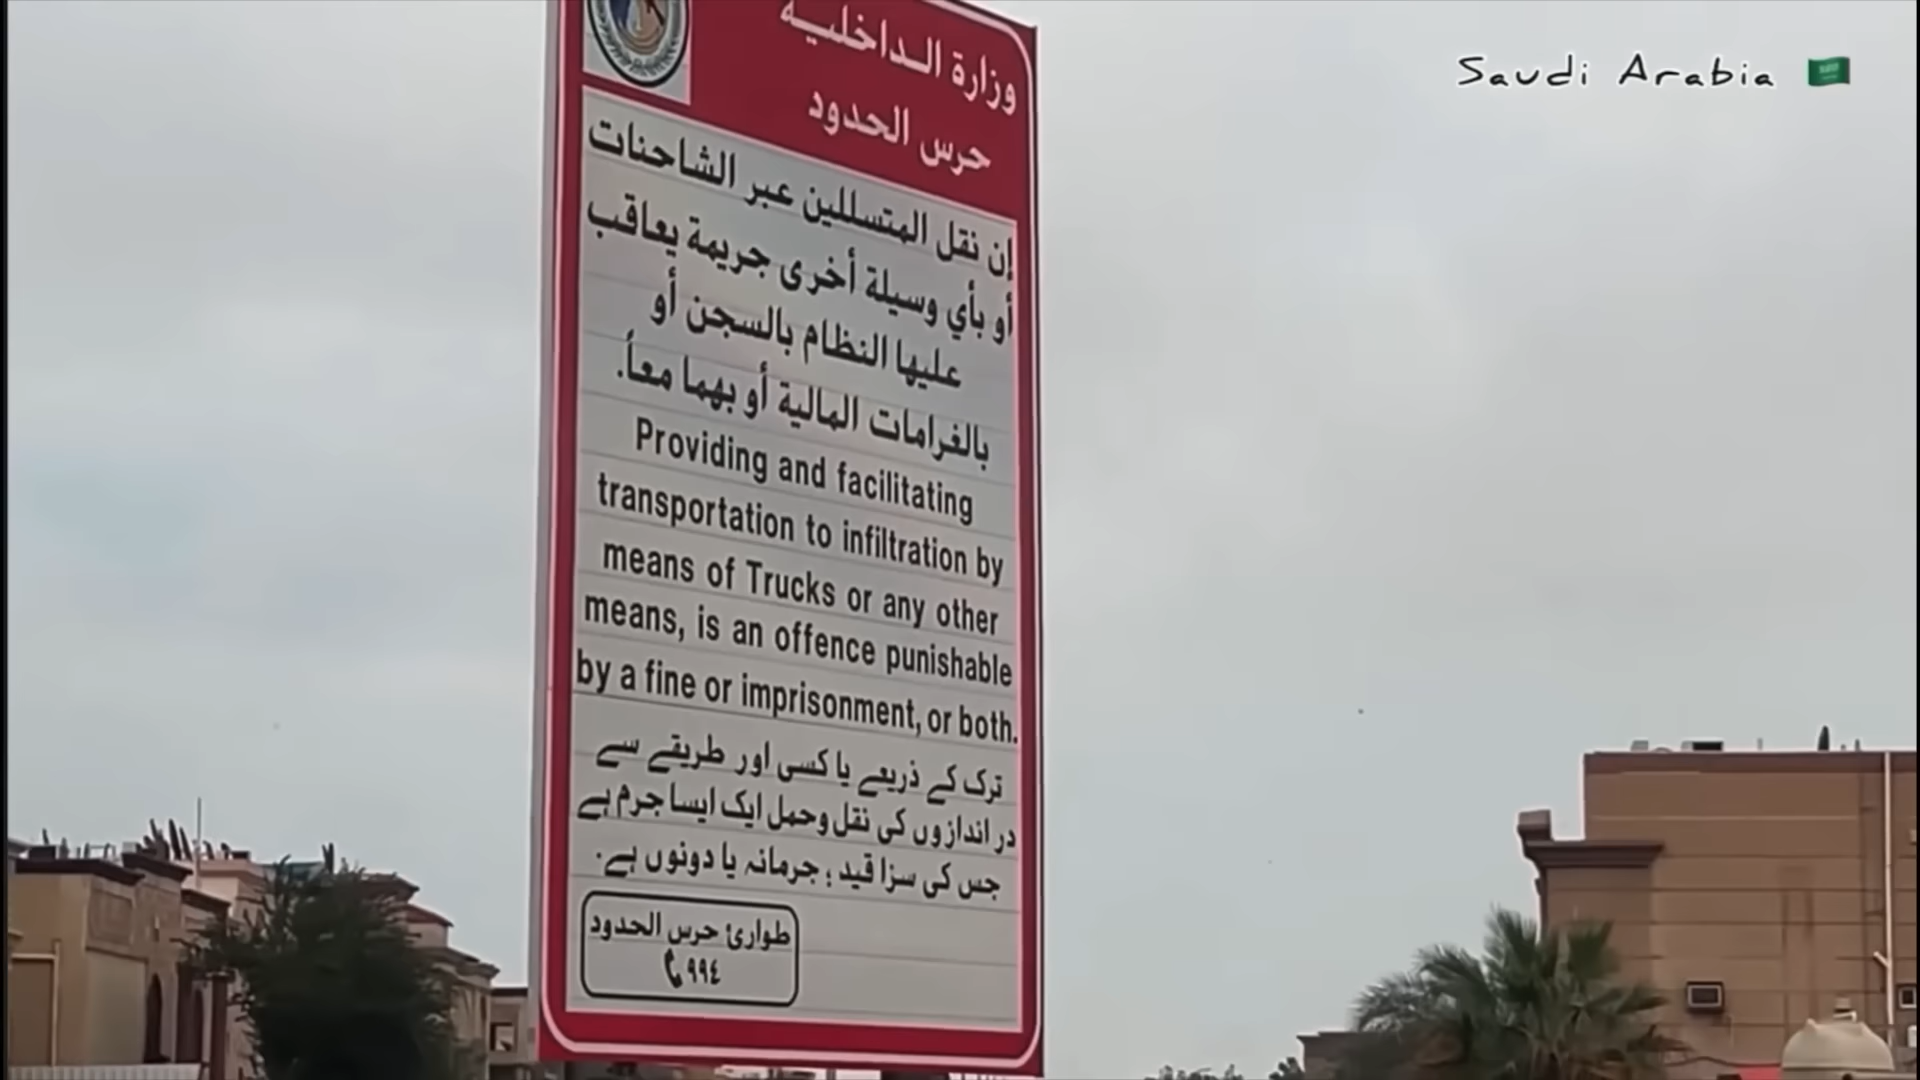 Saudi Arabia
وزارة الـداخلـيـة
حرس الحدود
إن نقل المتسللين عبر الشاحنات
أو بأي وسيلة أخرى جريمة يعاقب
عليها النظام بالسجن أو
بالغرامات المالية أو بهما معاً.
Providing and facilitating
transportation to infiltration by
means of Trucks or any other
means, is an offence punishable
by a fine or imprisonment, or both.
ترک کے ذریعے یا کسی اور طریقے سے
در اندازوں کی نقل وحمل ایک ایسا جرم ہے
جس کی سزا قید ؛ جرمانہ یا دونوں ہے.
طوارئ حرس الحدود
٩٩٤